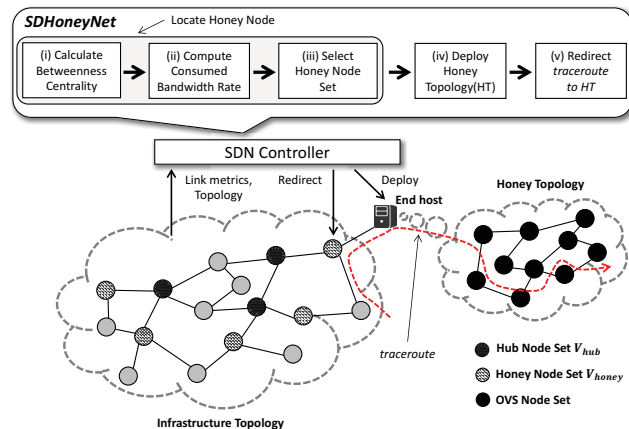 SDHoneyNet
Locate Honey Node
(i) Calculate
Betweenness
Centrality
(ii) Compute
Consumed
Bandwidth Rate
(iii) Select
Honey Node
Set
(iv) Deploy
Honey
Topology(HT)
(v) Redirect
traceroute
to HT
SDN Controller
Link metrics,
Topology
Redirect
Deploy
End host
Honey Topology
traceroute
Hub Node Set V_hub
Honey Node Set V_honey
OVS Node Set
Infrastructure Topology